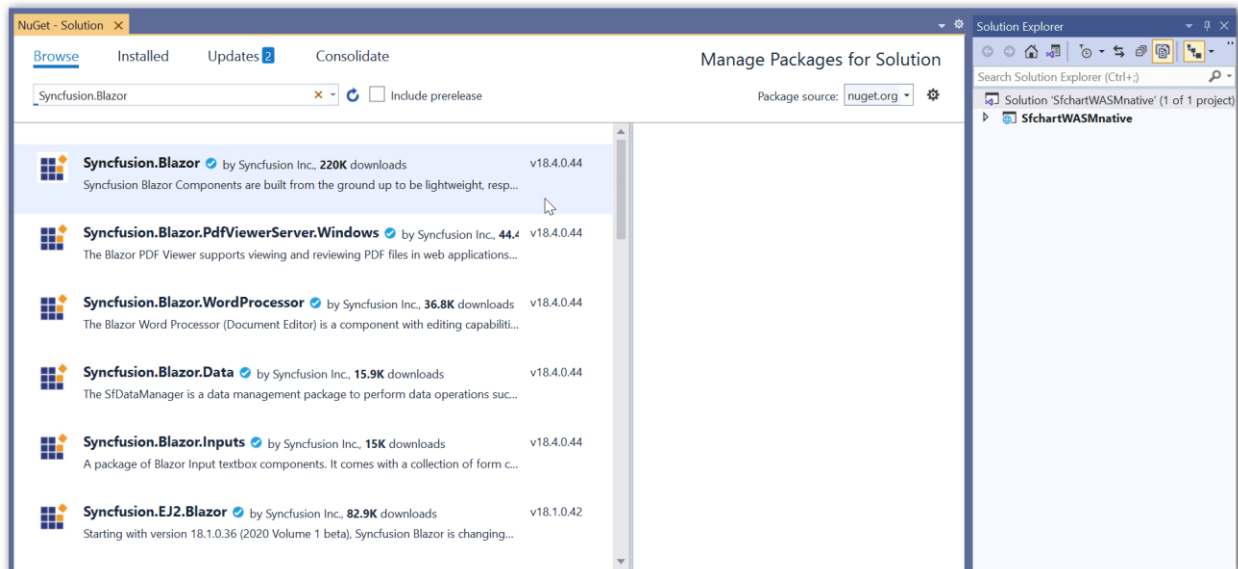 NuGet - Solution
Solution Explorer
Browse Installed Updates 2 Consolidate
Manage Packages for Solution
Search Solution Explorer (Ctrl+;)
Syncfusion.Blazor
Include prerelease
Package source: nuget.org
Solution 'SfchartWASMnative' (1 of 1 project)
SfchartWASMnative
Syncfusion.Blazor by Syncfusion Inc., 220K downloads v18.4.0.44
Syncfusion Blazor Components are built from the ground up to be lightweight, resp...
Syncfusion.Blazor.PdfViewerServer.Windows by Syncfusion Inc., 44.4 v18.4.0.44
The Blazor PDF Viewer supports viewing and reviewing PDF files in web applications...
Syncfusion.Blazor.WordProcessor by Syncfusion Inc., 36.8K downloads v18.4.0.44
The Blazor Word Processor (Document Editor) is a component with editing capabiliti...
Syncfusion.Blazor.Data by Syncfusion Inc., 15.9K downloads v18.4.0.44
The SfDataManager is a data management package to perform data operations suc...
Syncfusion.Blazor.Inputs by Syncfusion Inc., 15K downloads v18.4.0.44
A package of Blazor Input textbox components. It comes with a collection of form c...
Syncfusion.EJ2.Blazor by Syncfusion Inc., 82.9K downloads v18.1.0.42
Starting with version 18.1.0.36 (2020 Volume 1 beta), Syncfusion Blazor is changing...